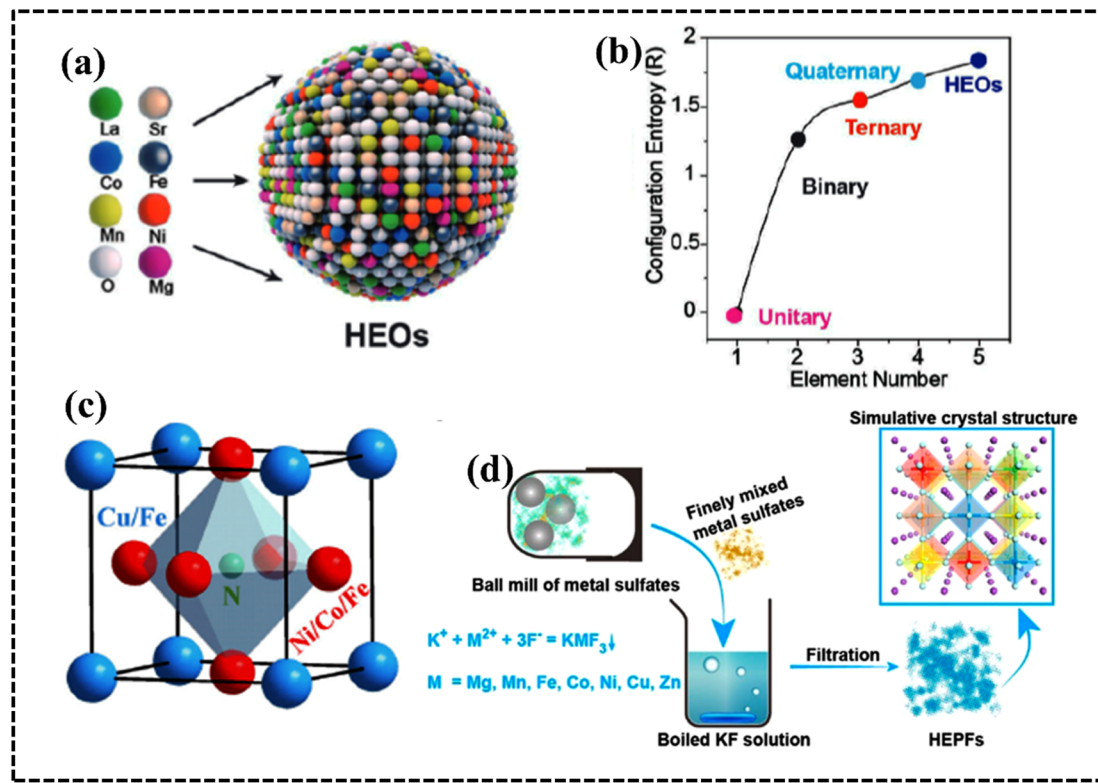 (a)
La Sr
Co Fe
Mn Ni
O Mg
HEOs
(b)
Configuration Entropy (R)
2
1.5
1
0.5
0
Quaternary
HEOs
Ternary
Binary
Unitary
1 2 3 4 5
Element Number
(c)
Cu/Fe
N
Ni/Co/Fe
(d)
Simulative crystal structure
Finely mixed
metal sulfates
Ball mill of metal sulfates
K⁺ + M²⁺ + 3F⁻ = KMF₃↓
M = Mg, Mn, Fe, Co, Ni, Cu, Zn
Filtration
Boiled KF solution
HEPFs